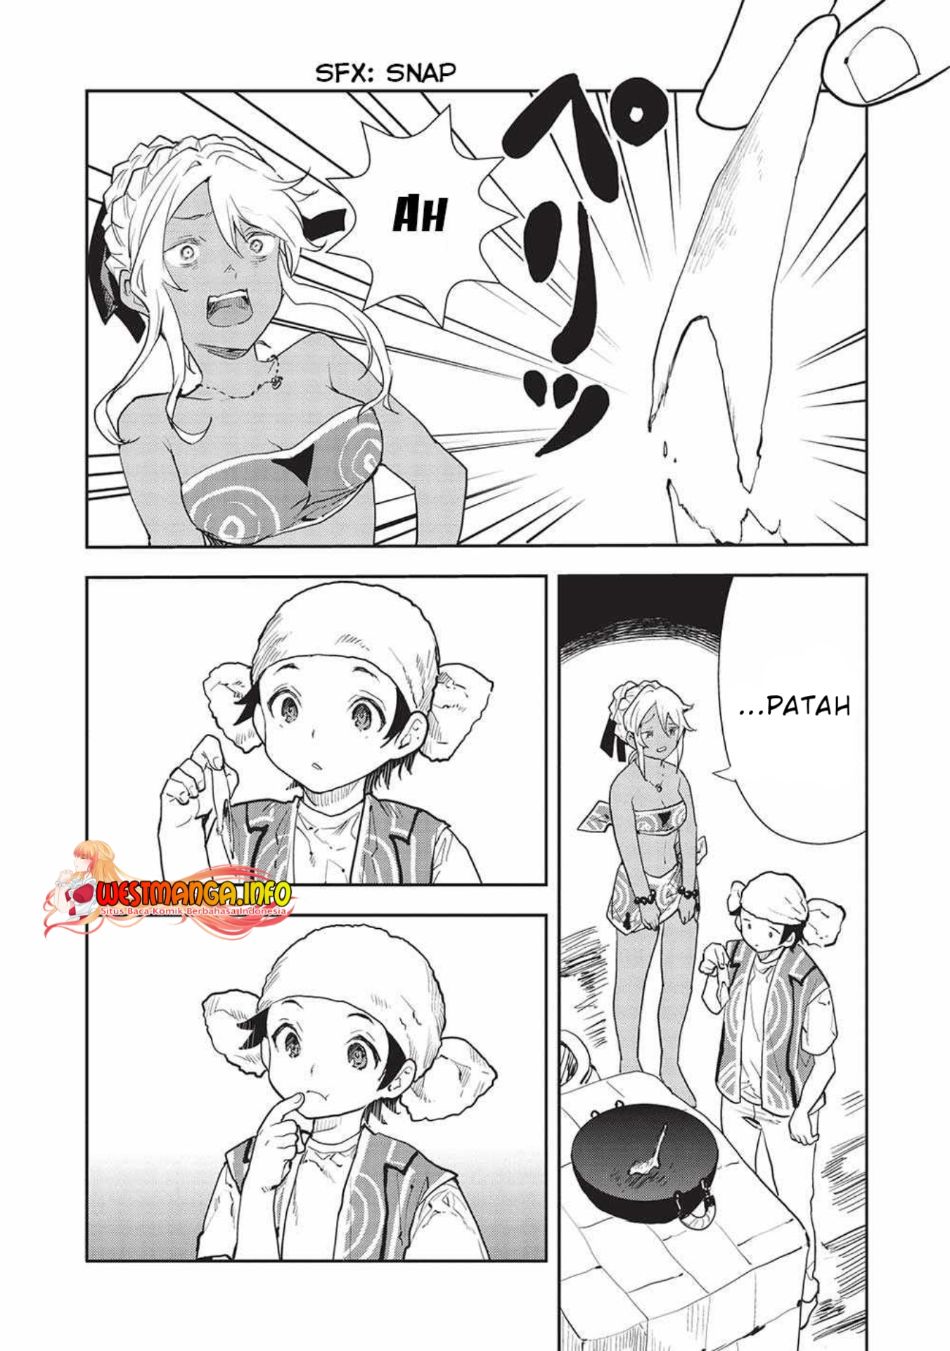 SFX: SNAP
ペリッ
AH
...PATAH
WESTMANGA.INFO
Situs Baca Komik Berbahasa Indonesia